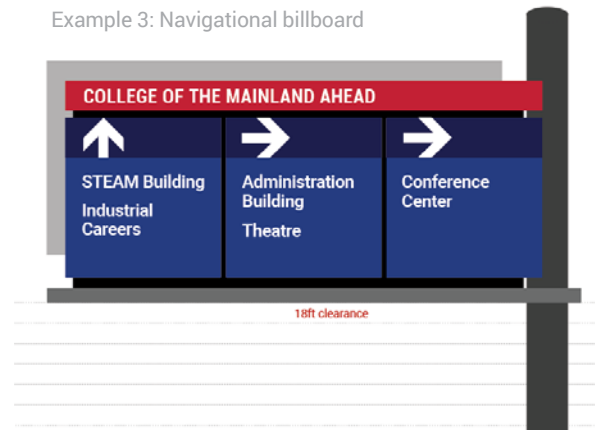 Example 3: Navigational billboard
COLLEGE OF THE MAINLAND AHEAD
STEAM Building
Industrial
Careers
Administration
Building
Theatre
Conference
Center
18ft clearance